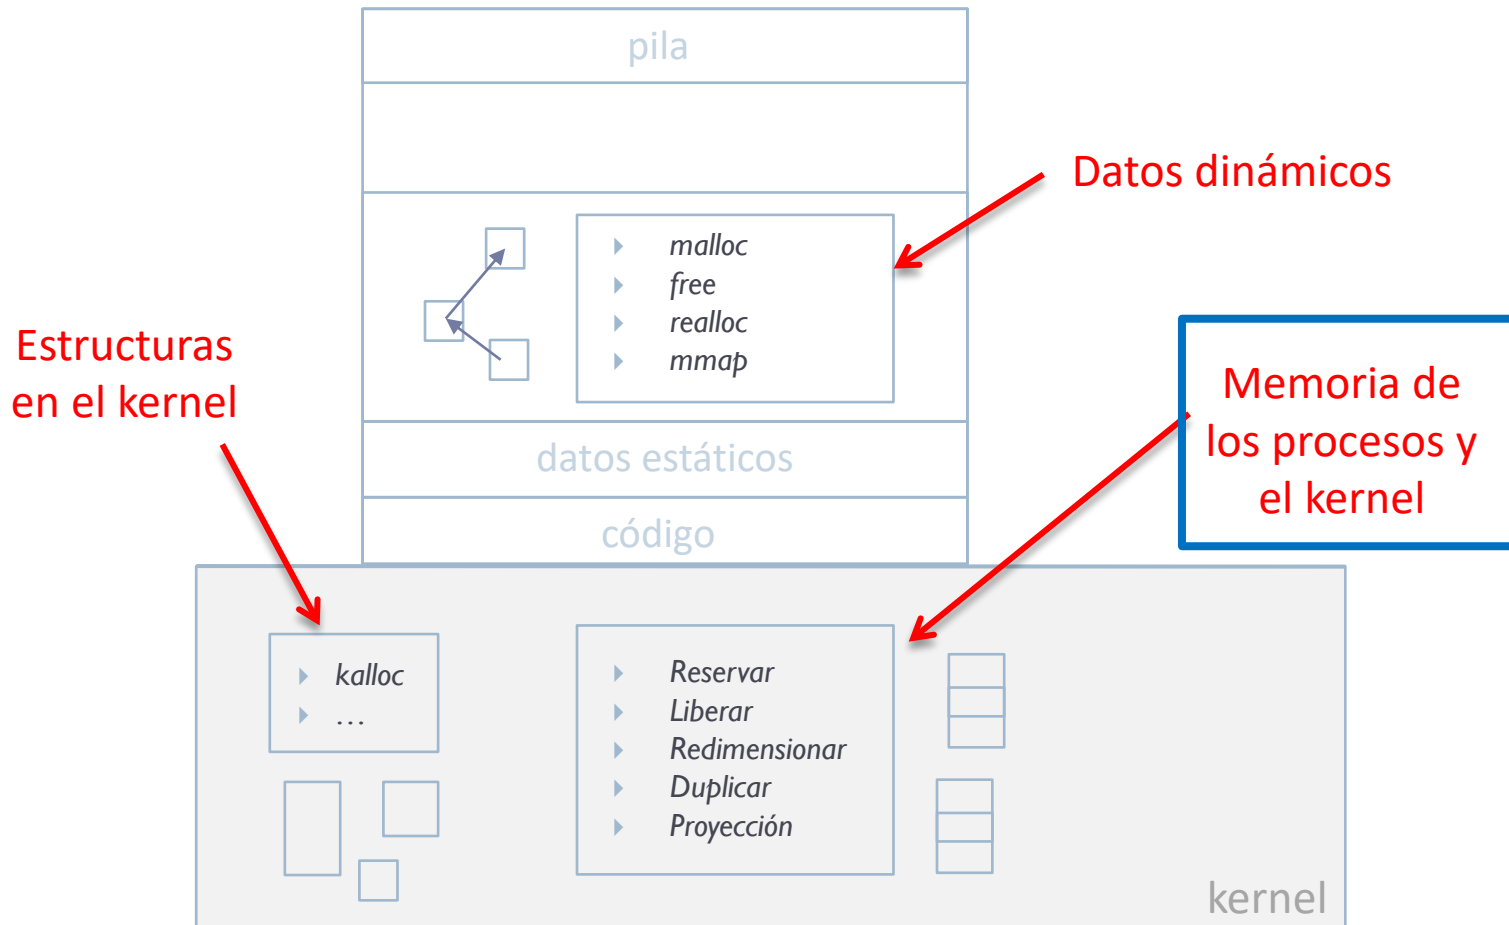 pila
Datos dinámicos
malloc
free
realloc
mmap
Estructuras
en el kernel
Memoria de
los procesos y
el kernel
datos estáticos
código
kalloc
…
Reservar
Liberar
Redimensionar
Duplicar
Proyección
kernel